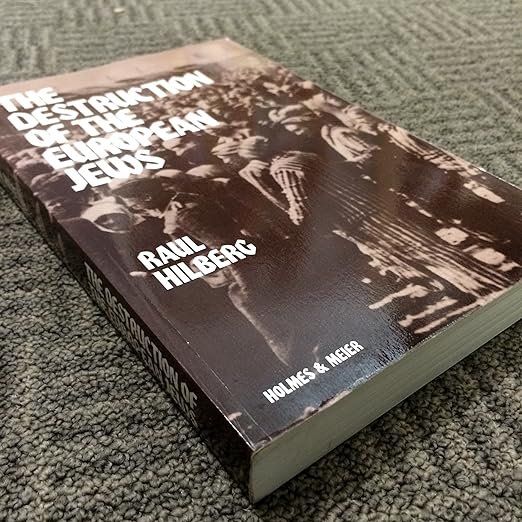 THE
DESTRUCTION
OF THE
EUROPEAN
JEWS
RAUL
HILBERG
HOLMES & MEIER
THE DESTRUCTION OF